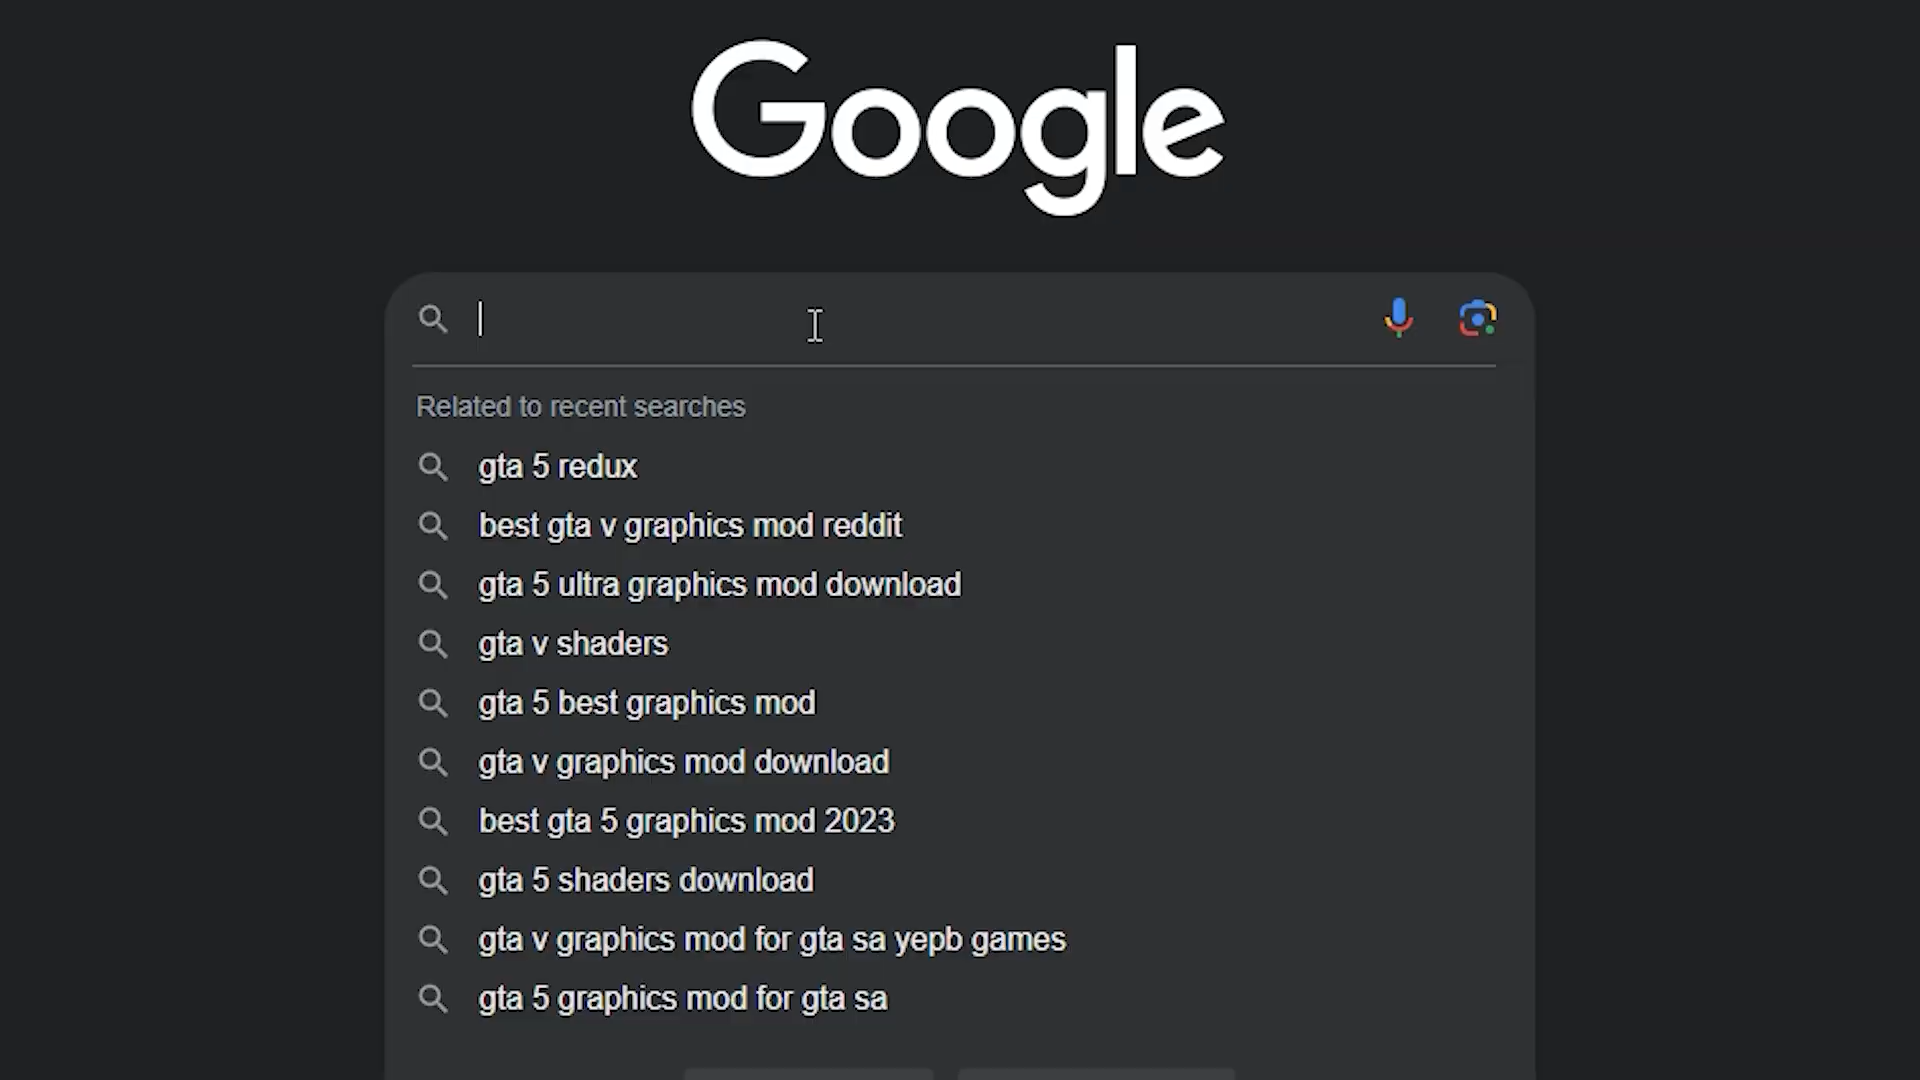 Google
Related to recent searches
gta 5 redux
best gta v graphics mod reddit
gta 5 ultra graphics mod download
gta v shaders
gta 5 best graphics mod
gta v graphics mod download
best gta 5 graphics mod 2023
gta 5 shaders download
gta v graphics mod for gta sa yepb games
gta 5 graphics mod for gta sa